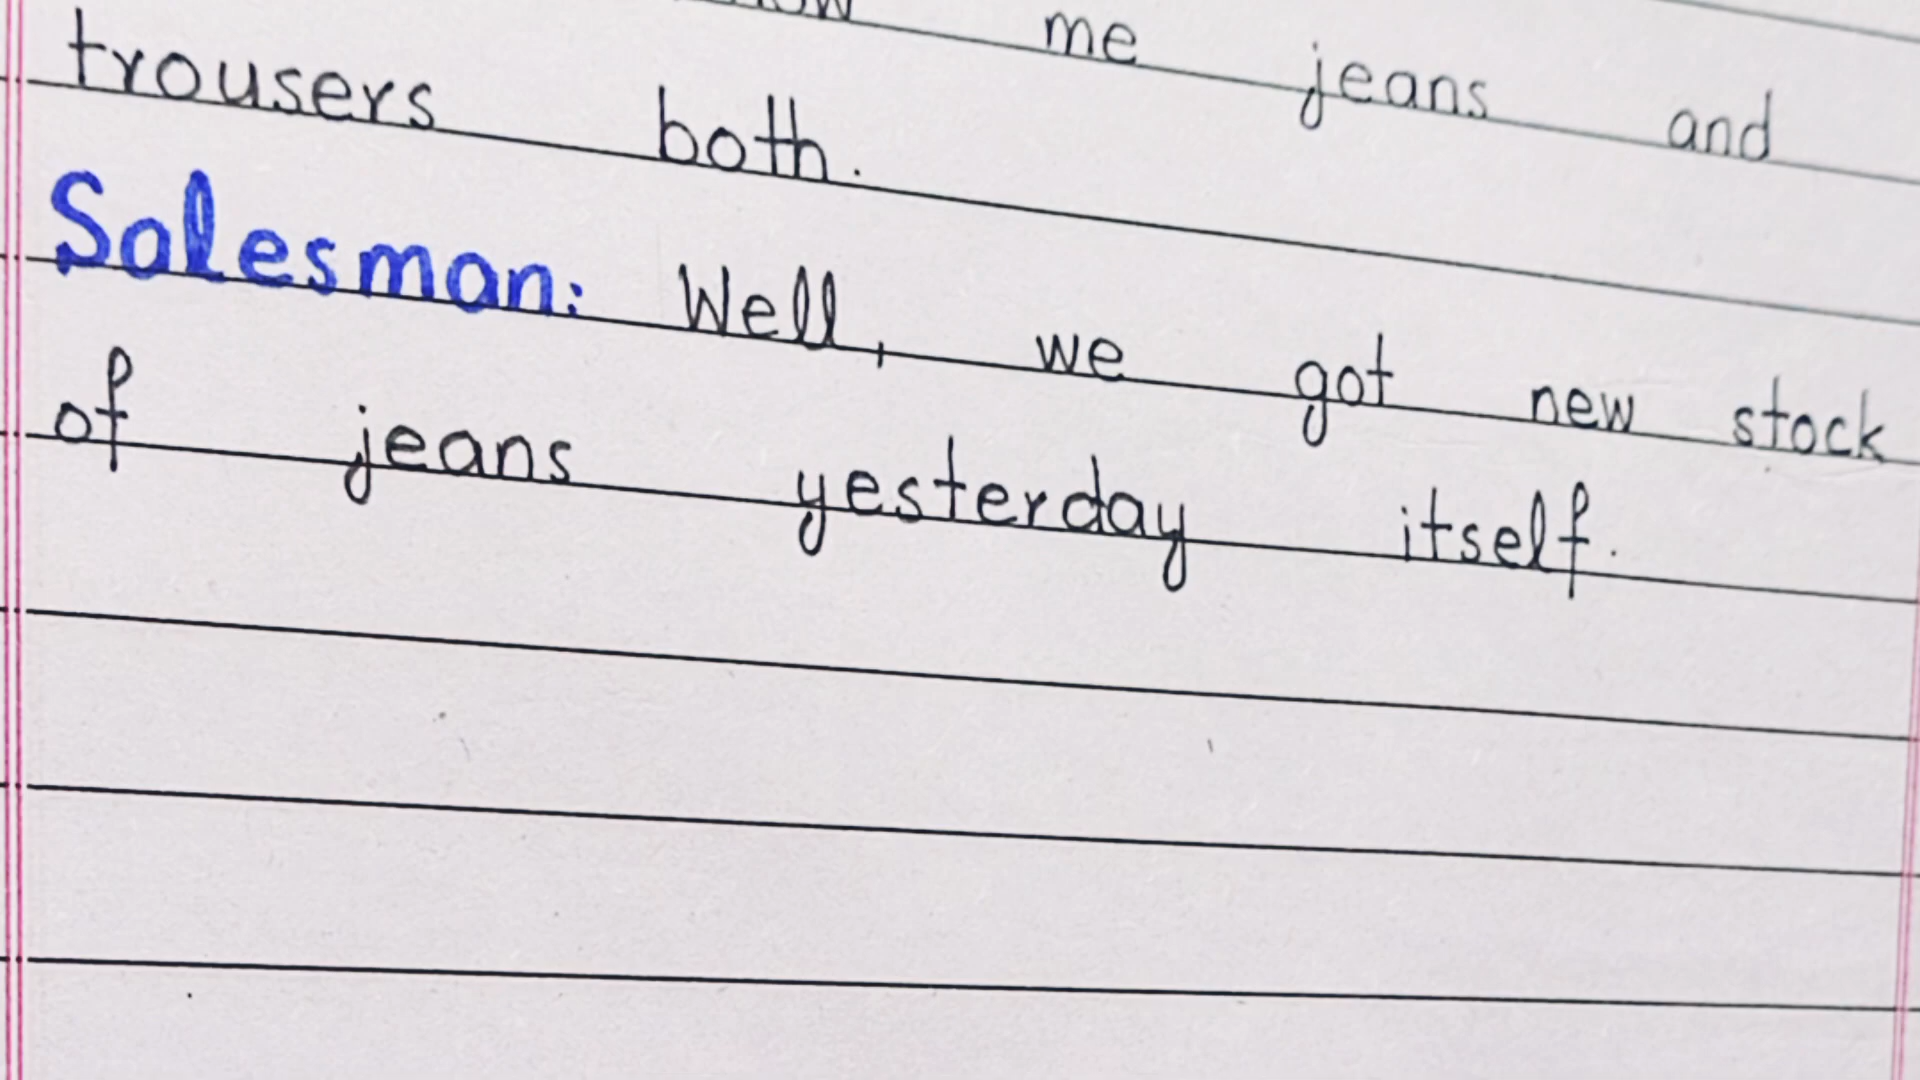 me jeans and
trousers both.
Salesman: Well, we got new stock
of jeans yesterday itself.